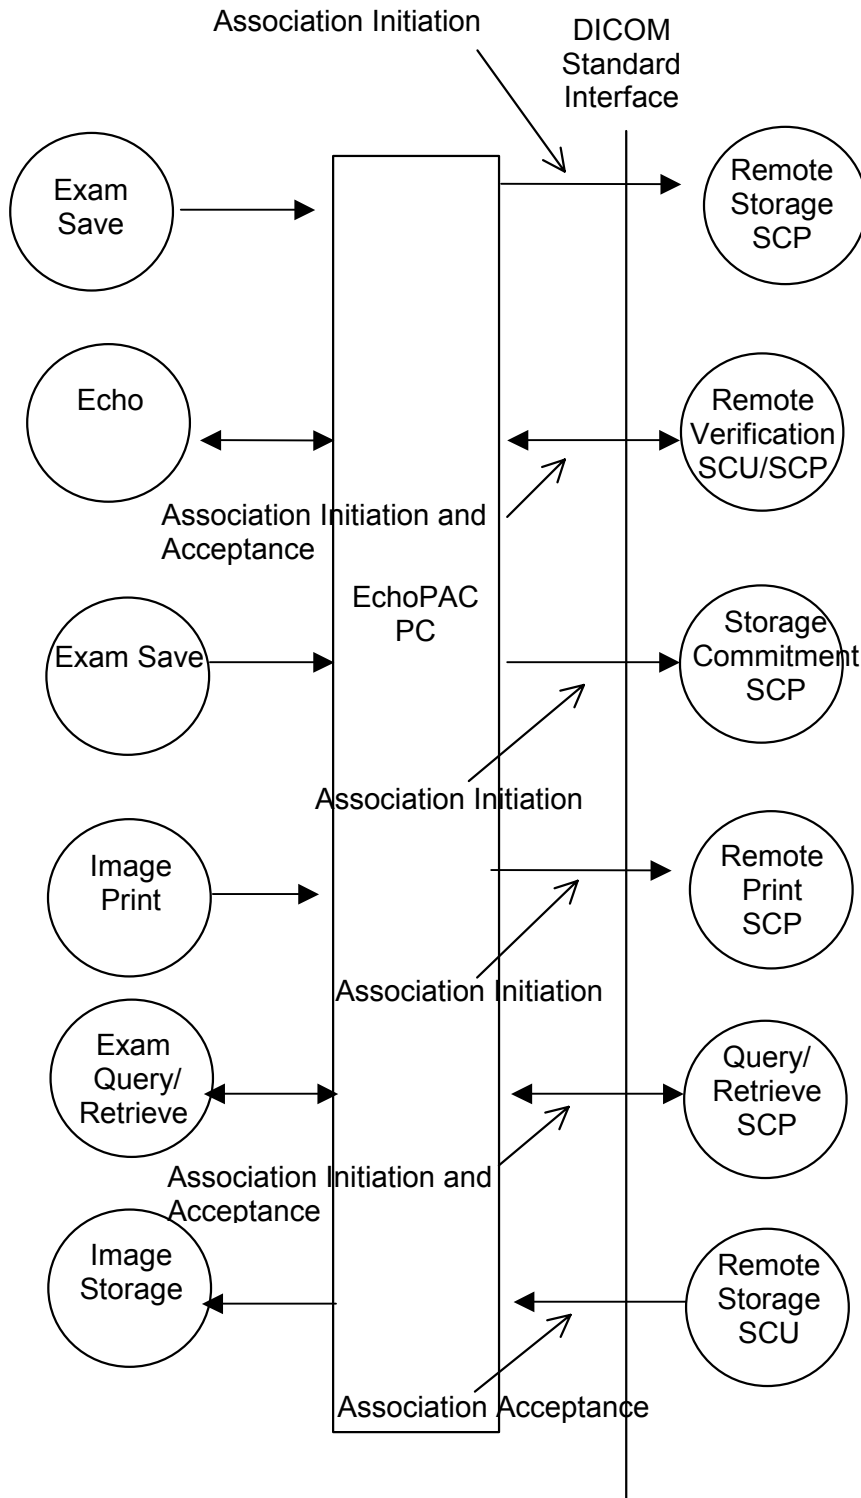 Association Initiation
DICOM
Standard
Interface
Exam
Save
Remote
Storage
SCP
Echo
Remote
Verification
SCU/SCP
Association Initiation and
Acceptance
EchoPAC
PC
Exam Save
Storage
Commitment
SCP
Association Initiation
Image
Print
Remote
Print
SCP
Association Initiation
Exam
Query/
Retrieve
Query/
Retrieve
SCP
Association Initiation and
Acceptance
Image
Storage
Remote
Storage
SCU
Association Acceptance